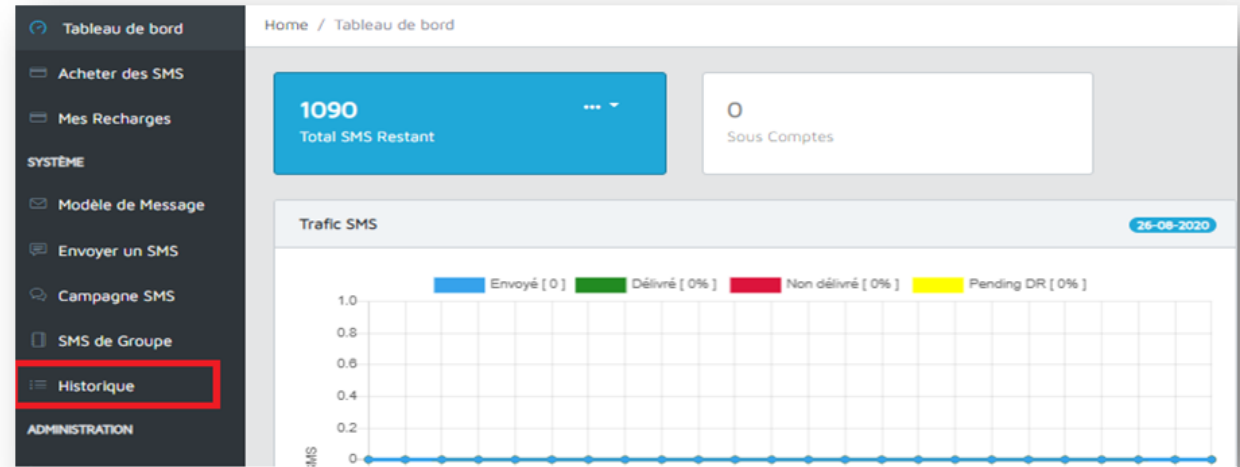 Tableau de bord
Acheter des SMS
Mes Recharges
SYSTÈME
Modèle de Message
Envoyer un SMS
Campagne SMS
SMS de Groupe
Historique
ADMINISTRATION
Home / Tableau de bord
1090
Total SMS Restant
0
Sous Comptes
Trafic SMS
26-08-2020
Envoyé [ 0 ] Délivré [ 0% ] Non délivré [ 0% ] Pending DR [ 0% ]
1.0
0.8
0.6
0.4
0.2
0
SMS